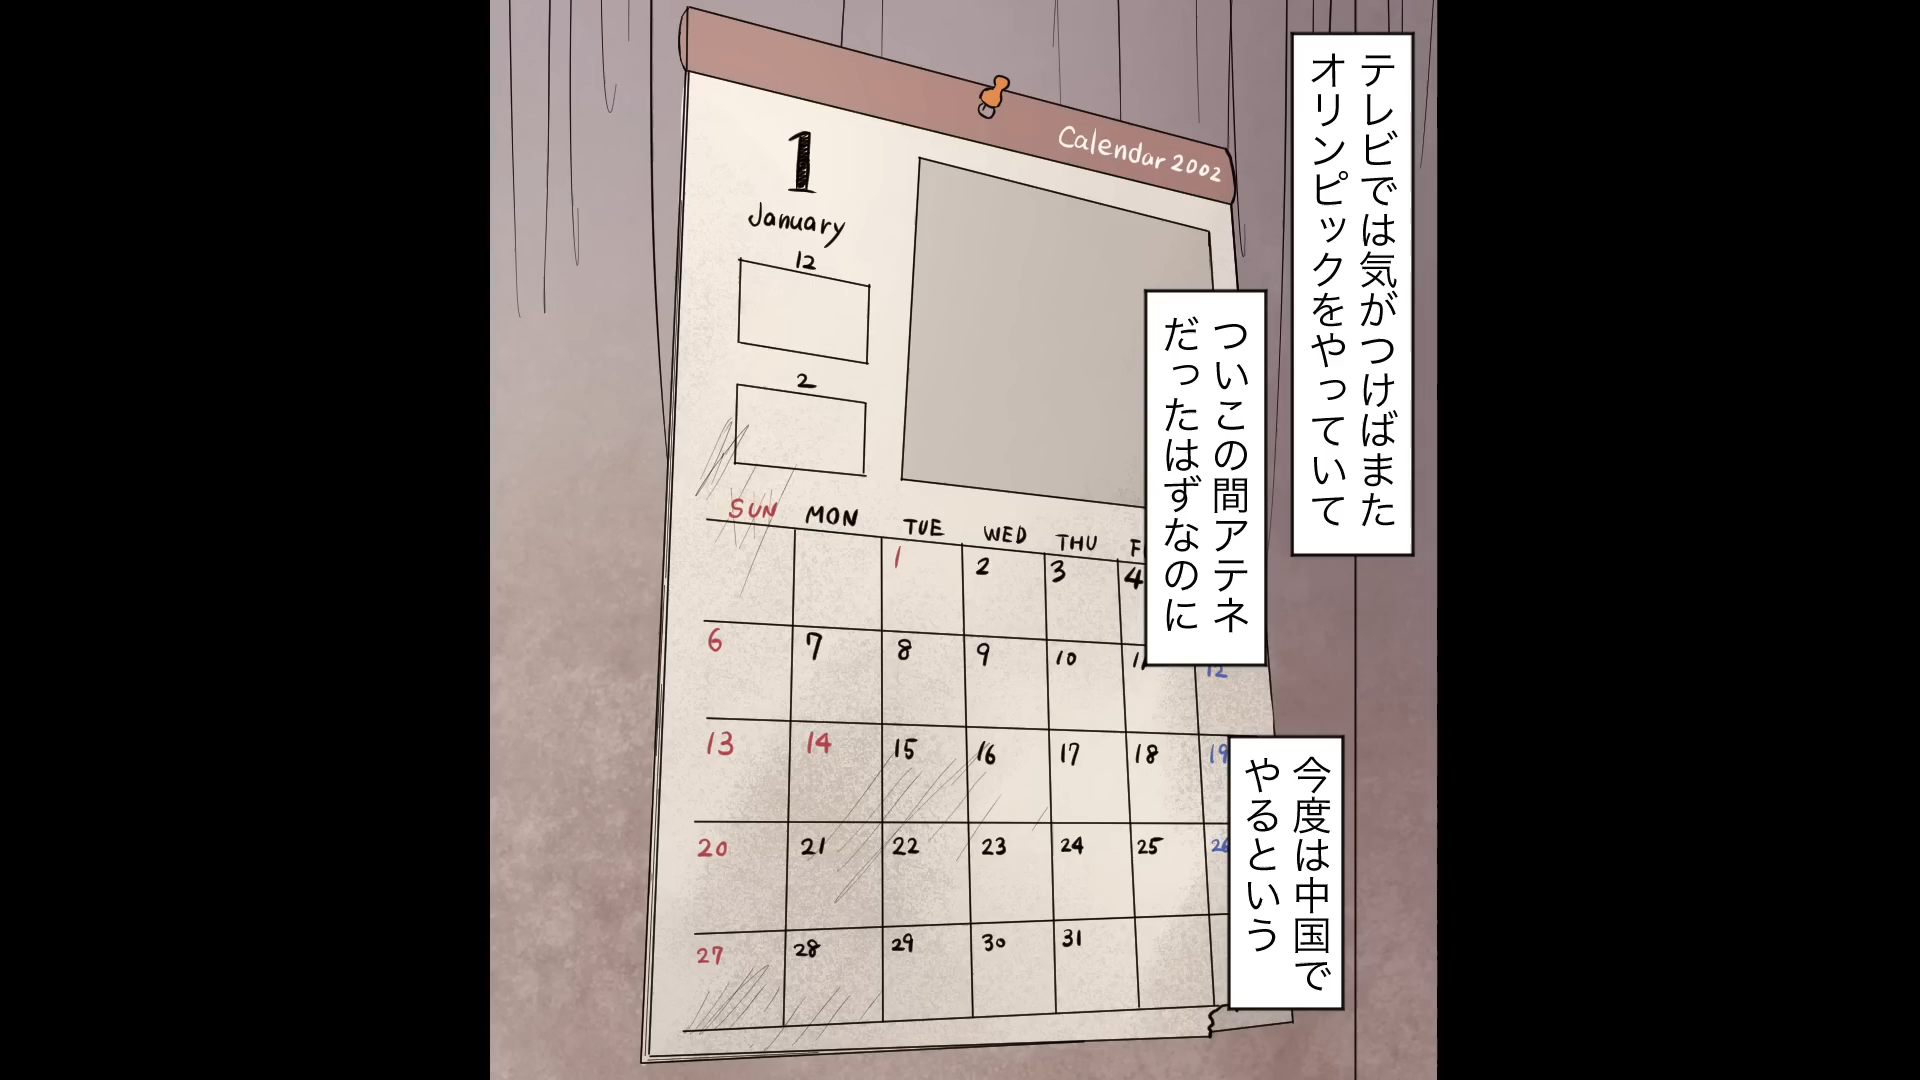 テレビでは気がつけばまた
オリンピックをやっていて
ついこの間アテネ
だったはずなのに
今度は中国で
やるという
Calendar 2002
1
January
12
2
SUN MON TUE WED THU
1 2 3 4
6 7 8 9 10 11 12
13 14 15 16 17 18 19
20 21 22 23 24 25 26
27 28 29 30 31